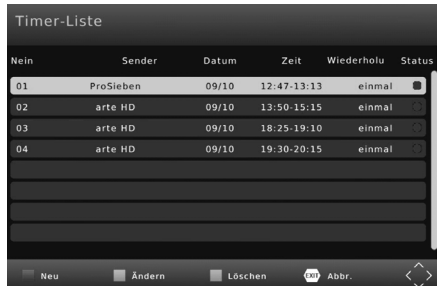 Timer-Liste
Nein Sender Datum Zeit Wiederholu Status
01 ProSieben 09/10 12:47-13:13 einmal
02 arte HD 09/10 13:50-15:15 einmal
03 arte HD 09/10 18:25-19:10 einmal
04 arte HD 09/10 19:30-20:15 einmal
Neu Ändern Löschen EXIT Abbr.